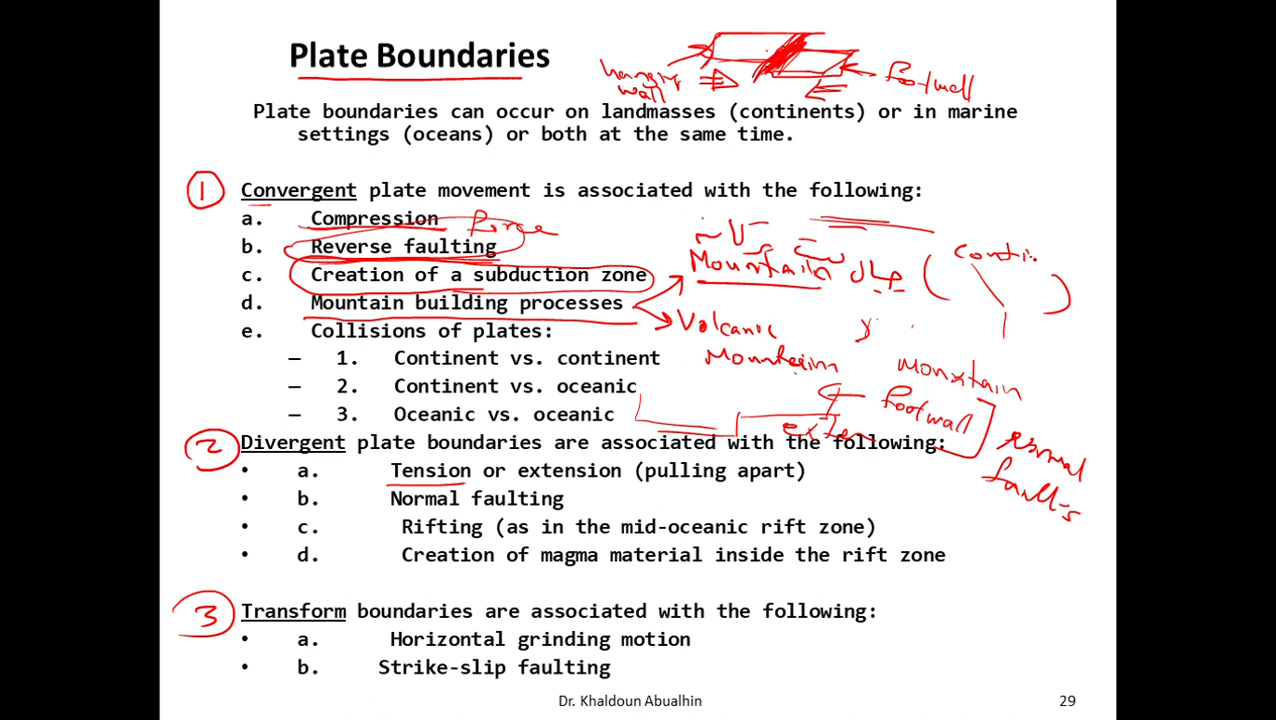 Plate Boundaries
hanging wall
footwell
Plate boundaries can occur on landmasses (continents) or in marine
settings (oceans) or both at the same time.
1 Convergent plate movement is associated with the following:
a. Compression force
b. Reverse faulting
c. Creation of a subduction zone
Mountain جبال
conti
d. Mountain building processes
Volcanic
Mountain
e. Collisions of plates:
– 1. Continent vs. continent
– 2. Continent vs. oceanic
mountain
– 3. Oceanic vs. oceanic
footwall
exten
normal
faults
2 Divergent plate boundaries are associated with the following:
• a. Tension or extension (pulling apart)
• b. Normal faulting
• c. Rifting (as in the mid-oceanic rift zone)
• d. Creation of magma material inside the rift zone
3 Transform boundaries are associated with the following:
• a. Horizontal grinding motion
• b. Strike-slip faulting
Dr. Khaldoun Abualhin
29